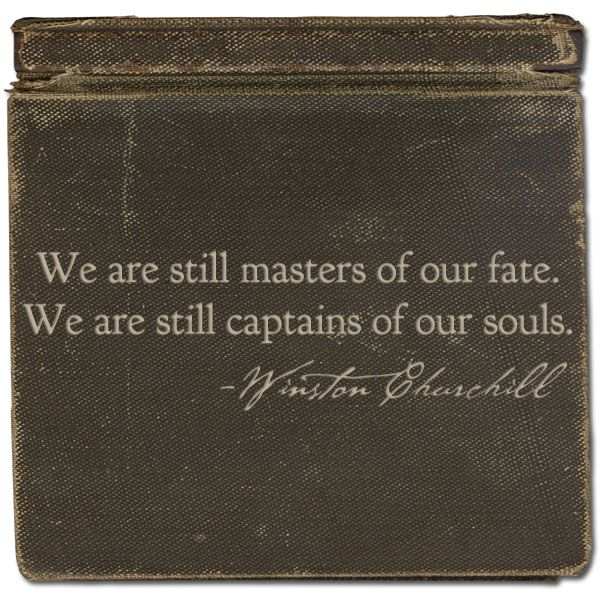 We are still masters of our fate.
We are still captains of our souls.
-Winston Churchill